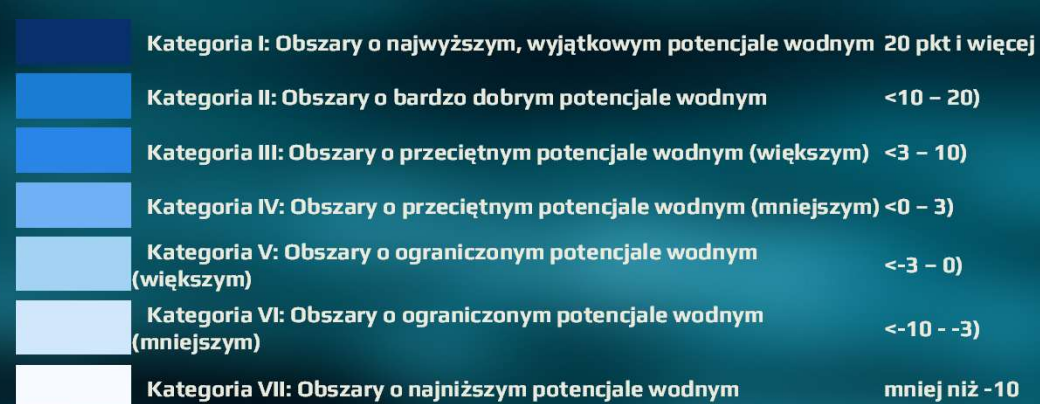 Kategoria I: Obszary o najwyższym, wyjątkowym potencjale wodnym 20 pkt i więcej
Kategoria II: Obszary o bardzo dobrym potencjale wodnym <10 – 20)
Kategoria III: Obszary o przeciętnym potencjale wodnym (większym) <3 – 10)
Kategoria IV: Obszary o przeciętnym potencjale wodnym (mniejszym) <0 – 3)
Kategoria V: Obszary o ograniczonym potencjale wodnym
(większym) <-3 – 0)
Kategoria VI: Obszary o ograniczonym potencjale wodnym
(mniejszym) <-10 - -3)
Kategoria VII: Obszary o najniższym potencjale wodnym mniej niż -10